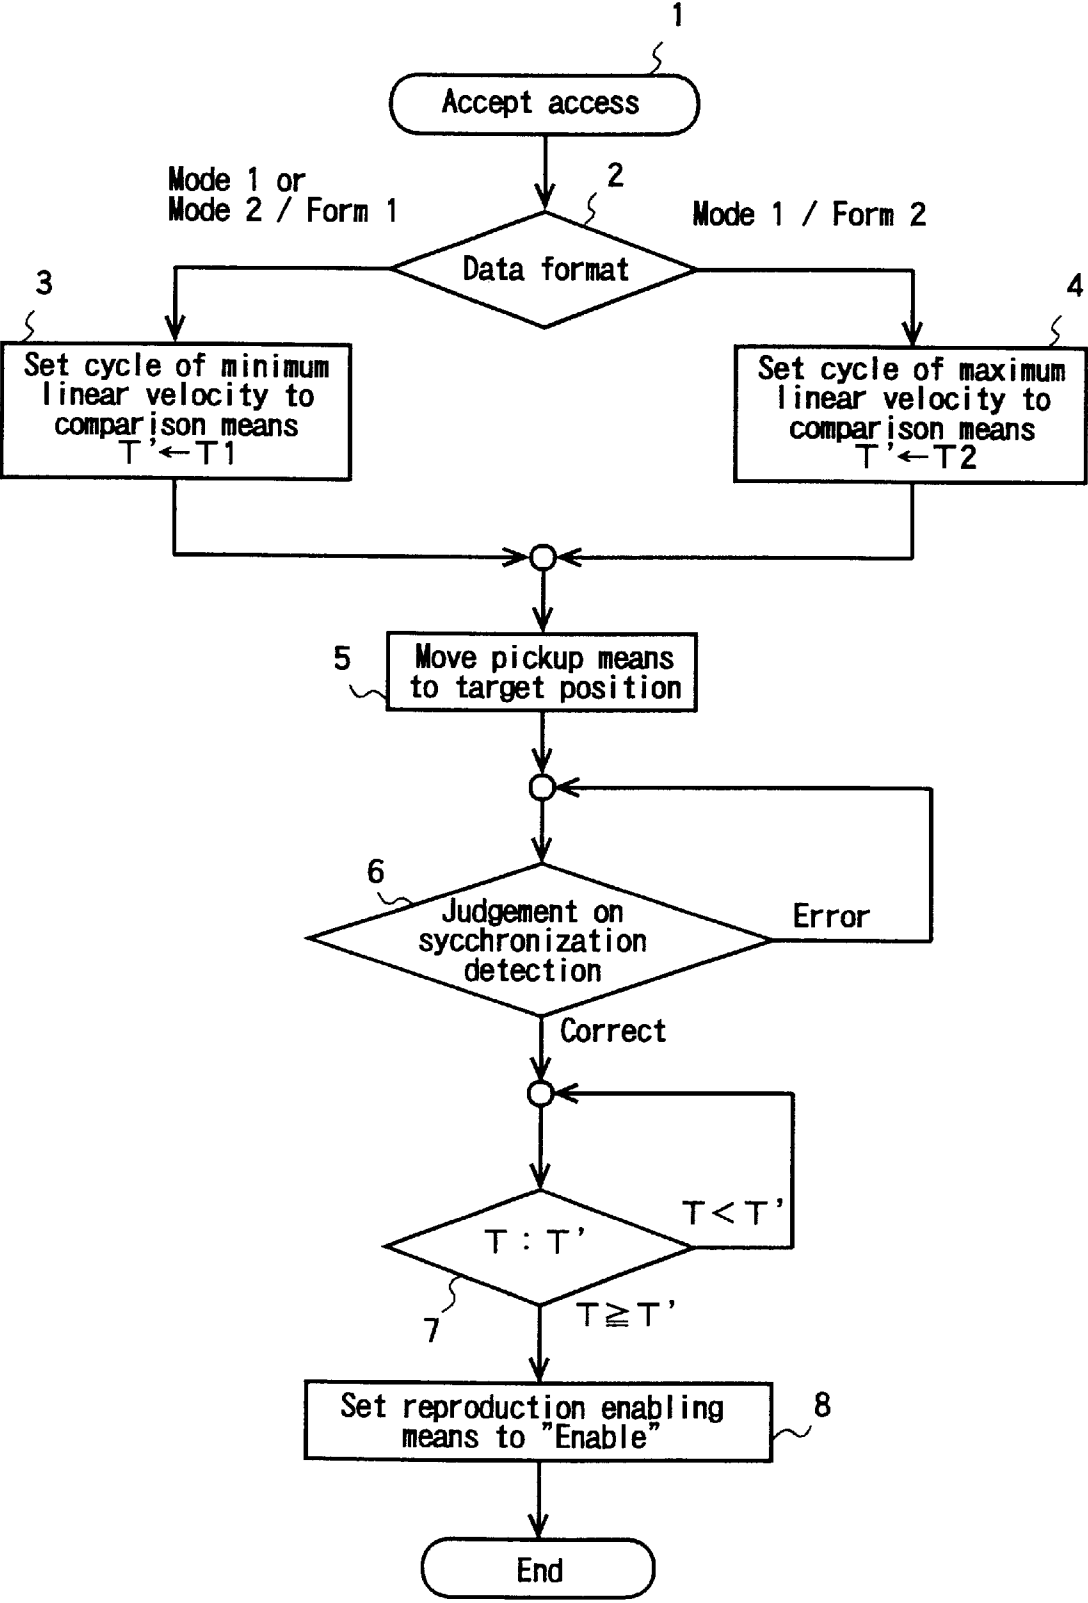 1
Accept access
Mode 1 or
Mode 2 / Form 1
2
Mode 1 / Form 2
Data format
3
4
Set cycle of minimum
linear velocity to
comparison means
T'←T1
Set cycle of maximum
linear velocity to
comparison means
T'←T2
5
Move pickup means
to target position
6
Judgement on
sycchronization
detection
Error
Correct
T<T'
T : T'
7
T≧T'
Set reproduction enabling
means to "Enable"
8
End